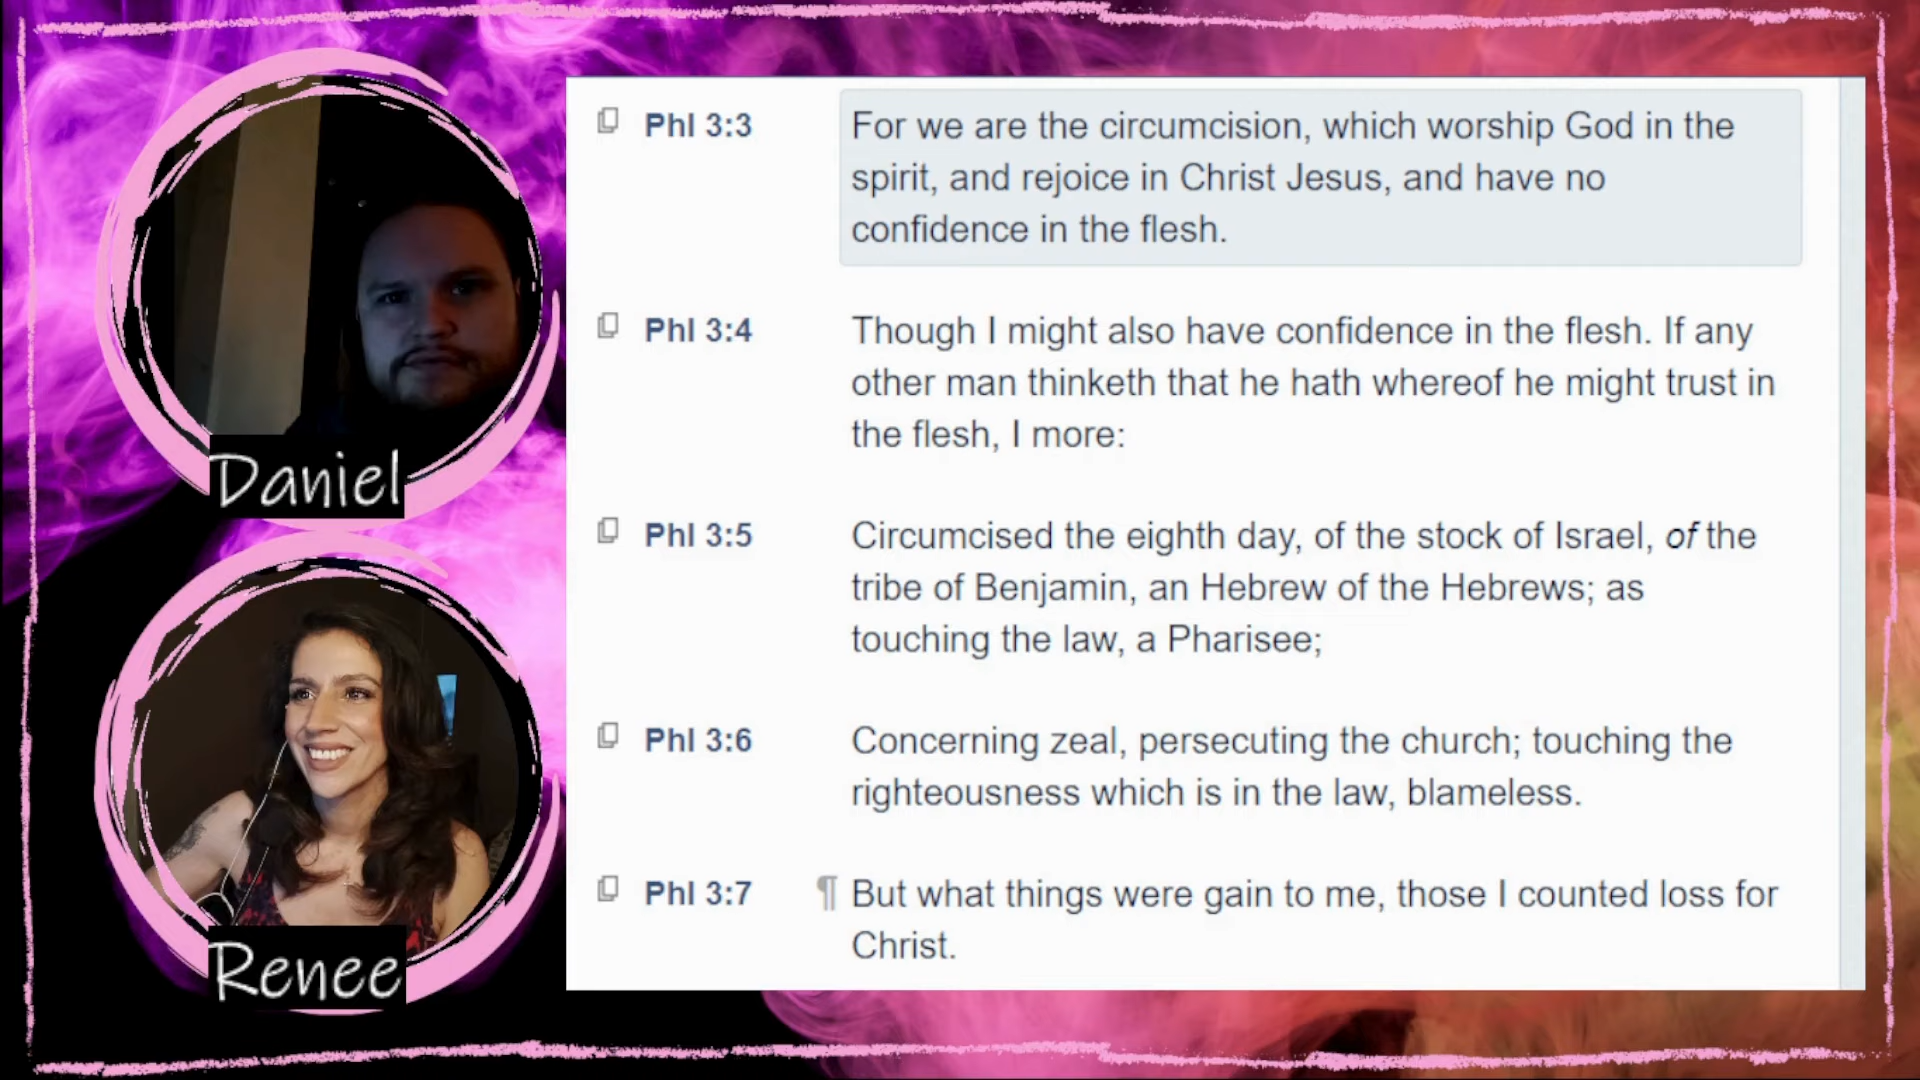 Daniel
Renee
Phl 3:3 For we are the circumcision, which worship God in the
spirit, and rejoice in Christ Jesus, and have no
confidence in the flesh.
Phl 3:4 Though I might also have confidence in the flesh. If any
other man thinketh that he hath whereof he might trust in
the flesh, I more:
Phl 3:5 Circumcised the eighth day, of the stock of Israel, of the
tribe of Benjamin, an Hebrew of the Hebrews; as
touching the law, a Pharisee;
Phl 3:6 Concerning zeal, persecuting the church; touching the
righteousness which is in the law, blameless.
Phl 3:7 ¶ But what things were gain to me, those I counted loss for
Christ.